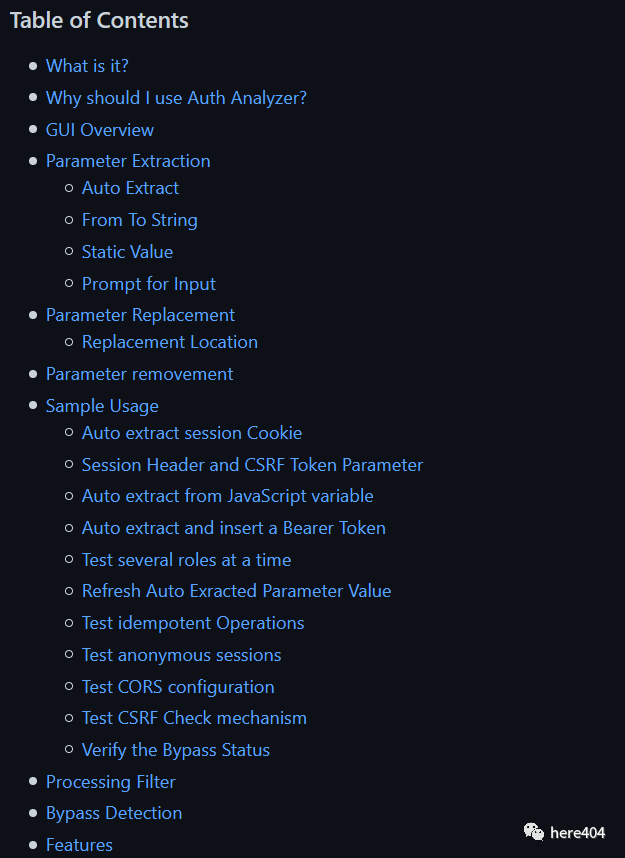 Table of Contents
What is it?
Why should I use Auth Analyzer?
GUI Overview
Parameter Extraction
Auto Extract
From To String
Static Value
Prompt for Input
Parameter Replacement
Replacement Location
Parameter removement
Sample Usage
Auto extract session Cookie
Session Header and CSRF Token Parameter
Auto extract from JavaScript variable
Auto extract and insert a Bearer Token
Test several roles at a time
Refresh Auto Exracted Parameter Value
Test idempotent Operations
Test anonymous sessions
Test CORS configuration
Test CSRF Check mechanism
Verify the Bypass Status
Processing Filter
Bypass Detection
Features
here404